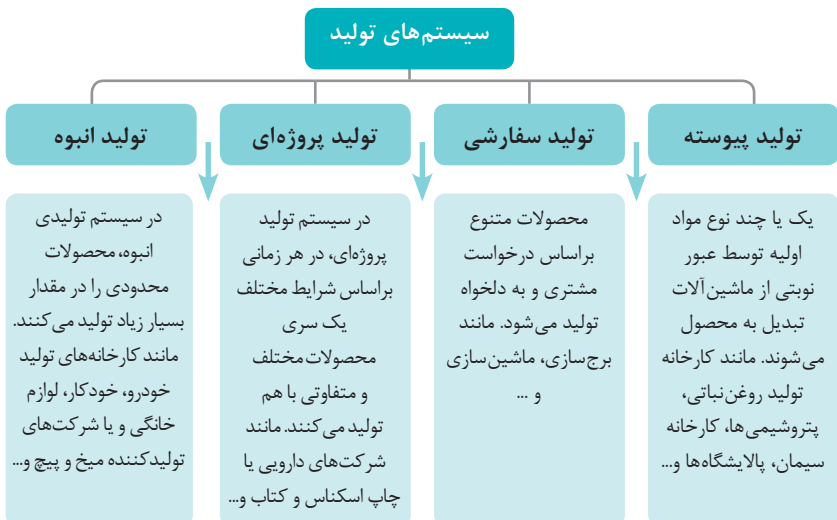 سیستم‌های تولید
تولید پیوسته
یک یا چند نوع مواد
اولیه توسط عبور
نوبتی از ماشین‌آلات
تبدیل به محصول
می‌شوند. مانند کارخانه
تولید روغن‌نباتی،
پتروشیمی‌ها، کارخانه
سیمان، پالایشگاه‌ها و...
تولید سفارشی
محصولات متنوع
براساس درخواست
مشتری و به دلخواه
تولید می‌شود. مانند
برج‌سازی، ماشین‌سازی
و ...
تولید پروژه‌ای
در سیستم تولید
پروژه‌ای، در هر زمانی
براساس شرایط مختلف
یک سری
محصولات‌مختلف
و متفاوتی با هم
تولید می‌کنند. مانند
شرکت‌های دارویی یا
چاپ اسکناس و کتاب و...
تولید انبوه
در سیستم تولیدی
انبوه، محصولات
محدودی را در مقدار
بسیار زیاد تولید می‌کنند.
مانند کارخانه‌های تولید
خودرو، خودکار، لوازم
خانگی و یا شرکت‌های
تولیدکننده میخ و پیچ و...